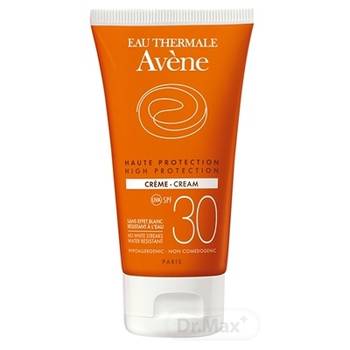 EAU THERMALE
Avène
HAUTE PROTECTION
HIGH PROTECTION
CRÈME - CREAM
UVA SPF 30
SANS EFFET BLANC
RÉSISTANT À L'EAU
NO WHITE STREAKS
WATER RESISTANT
HYPOALLERGENIC - NON COMEDOGENIC
PARIS
Dr.Max+